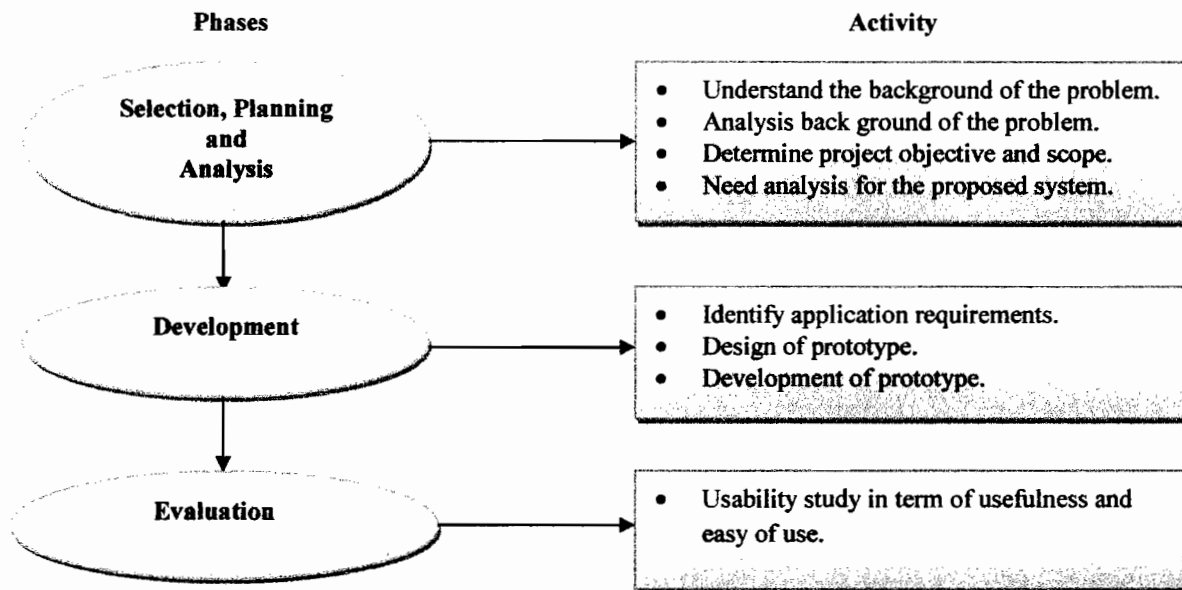 Phases
Activity
Selection, Planning
and
Analysis
• Understand the background of the problem.
• Analysis back ground of the problem.
• Determine project objective and scope.
• Need analysis for the proposed system.
Development
• Identify application requirements.
• Design of prototype.
• Development of prototype.
Evaluation
• Usability study in term of usefulness and
easy of use.